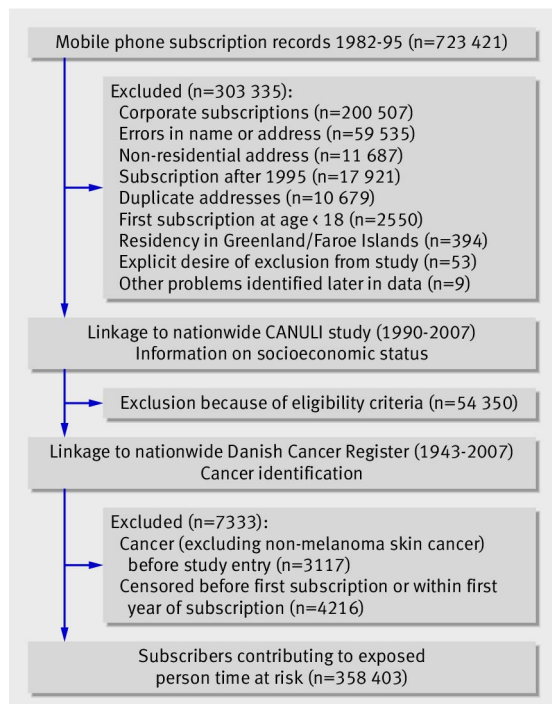 Mobile phone subscription records 1982-95 (n=723 421)
Excluded (n=303 335):
Corporate subscriptions (n=200 507)
Errors in name or address (n=59 535)
Non-residential address (n=11 687)
Subscription after 1995 (n=17 921)
Duplicate addresses (n=10 679)
First subscription at age < 18 (n=2550)
Residency in Greenland/Faroe Islands (n=394)
Explicit desire of exclusion from study (n=53)
Other problems identified later in data (n=9)
Linkage to nationwide CANULI study (1990-2007)
Information on socioeconomic status
Exclusion because of eligibility criteria (n=54 350)
Linkage to nationwide Danish Cancer Register (1943-2007)
Cancer identification
Excluded (n=7333):
Cancer (excluding non-melanoma skin cancer)
before study entry (n=3117)
Censored before first subscription or within first
year of subscription (n=4216)
Subscribers contributing to exposed
person time at risk (n=358 403)